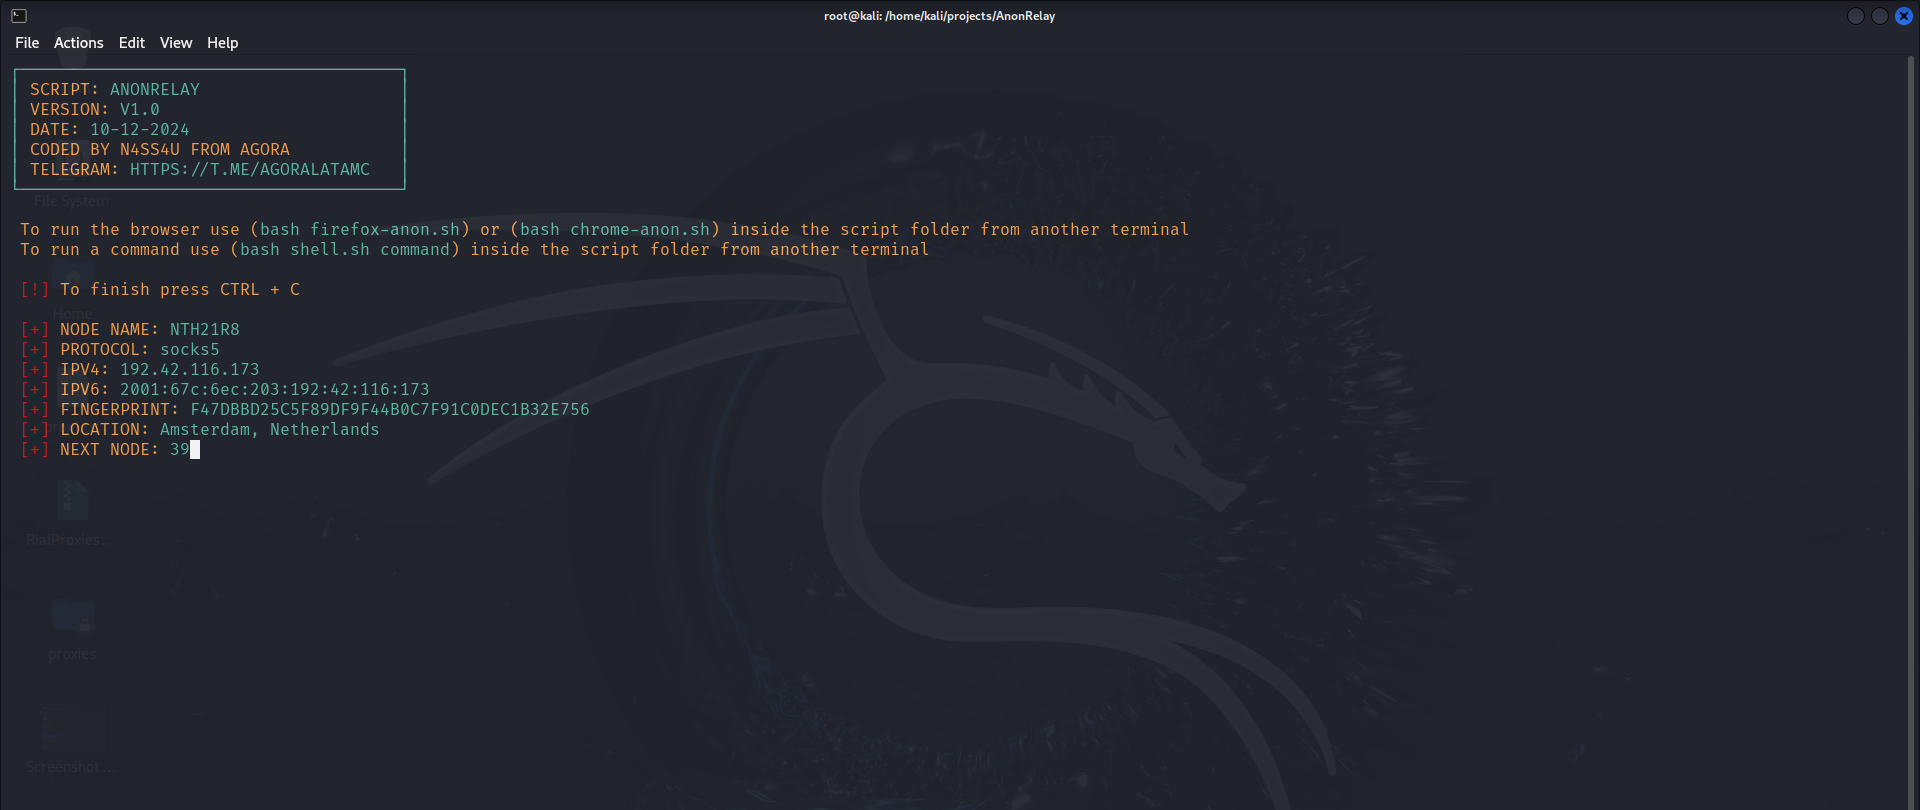 root@kali: /home/kali/projects/AnonRelay
File Actions Edit View Help
SCRIPT: ANONRELAY
VERSION: V1.0
DATE: 10-12-2024
CODED BY N4SS4U FROM AGORA
TELEGRAM: HTTPS://T.ME/AGORALATAMC
File System
To run the browser use (bash firefox-anon.sh) or (bash chrome-anon.sh) inside the script folder from another terminal
To run a command use (bash shell.sh command) inside the script folder from another terminal
[!] To finish press CTRL + C
Home
[+] NODE NAME: NTH21R8
[+] PROTOCOL: socks5
[+] IPV4: 192.42.116.173
[+] IPV6: 2001:67c:6ec:203:192:42:116:173
[+] FINGERPRINT: F47DBBD25C5F89DF9F44B0C7F91C0DEC1B32E756
[+] LOCATION: Amsterdam, Netherlands
[+] NEXT NODE: 39
RialProxies...
proxies
Screenshot ...